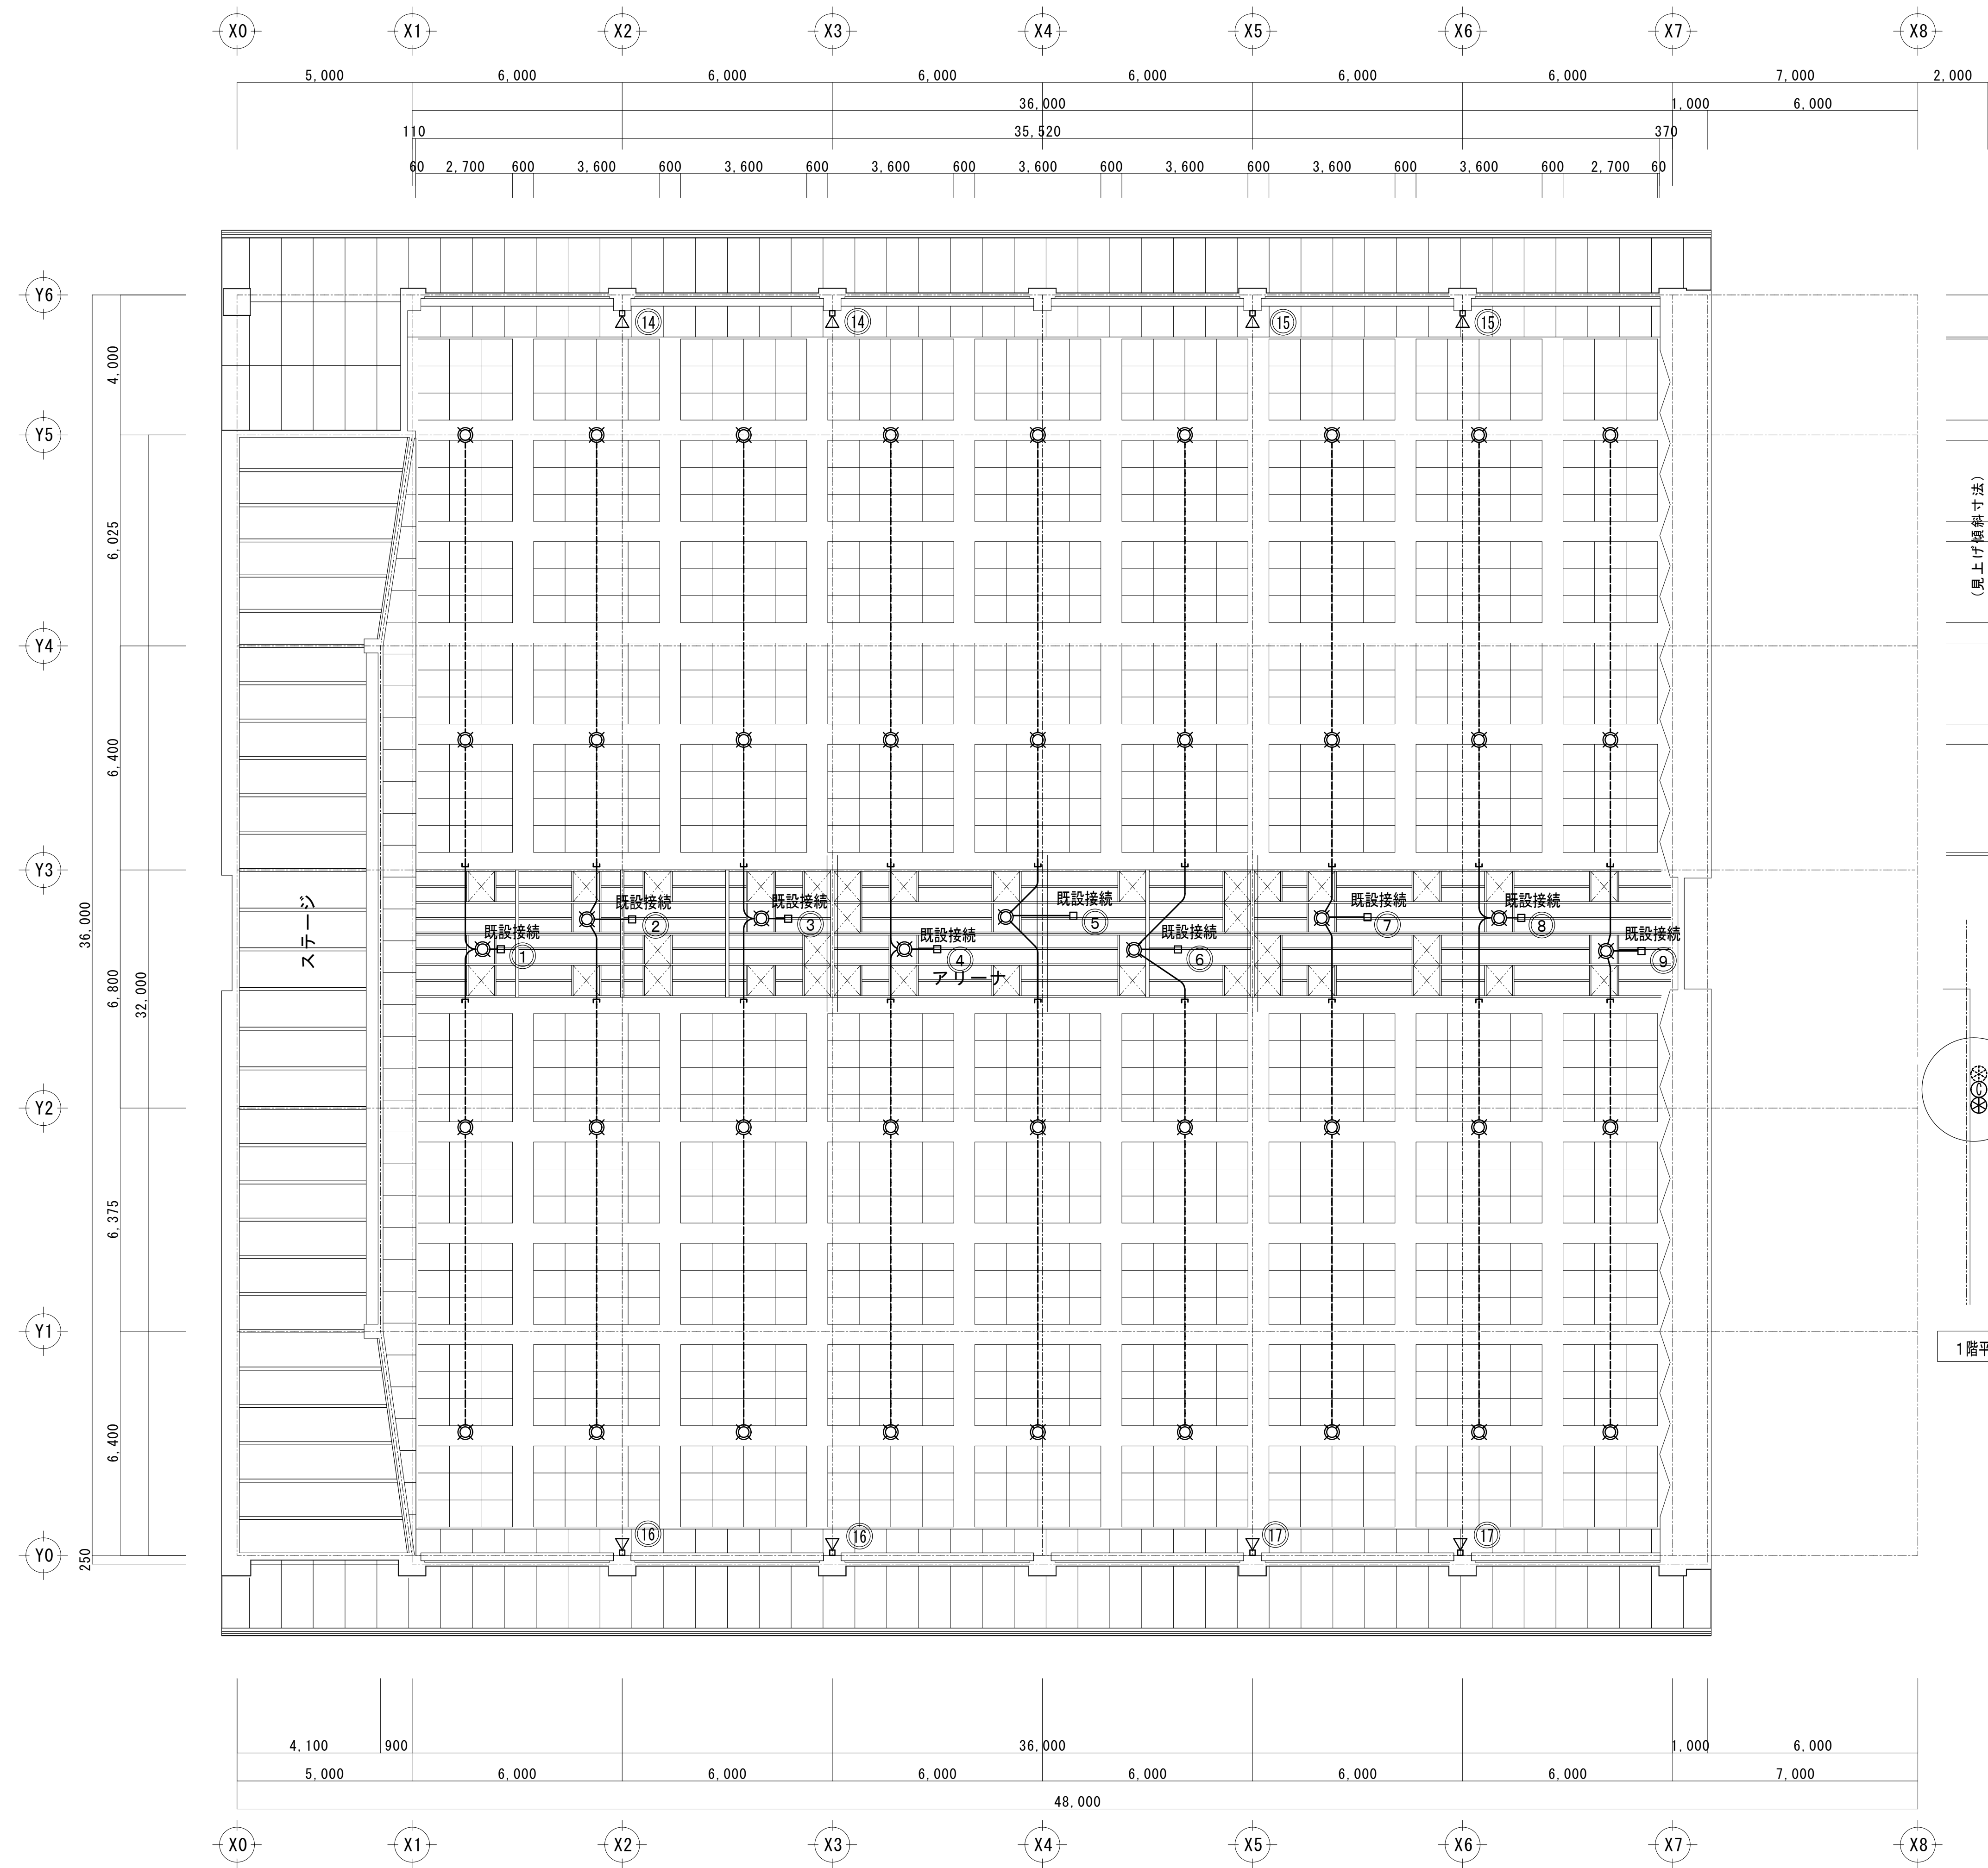 X0 X1 X2 X3 X4 X5 X6 X7 X8
5,000 6,000 6,000 6,000 6,000 6,000 6,000 7,000 2,000
36,000 1,000 6,000
110 35,520 370
60 2,700 600 3,600 600 3,600 600 3,600 600 3,600 600 3,600 600 3,600 600 3,600 600 2,700 60
Y6
⑭ ⑭ ⑮ ⑮
4,000
Y5
6,025
(見上げ傾斜寸法)
Y4
6,400
Y3
ステージ
36,000
6,800
32,000
既設接続 ①
既設接続 ②
既設接続 ③
既設接続 ④
既設接続 ⑤
既設接続 ⑥
既設接続 ⑦
既設接続 ⑧
既設接続 ⑨
アリーナ
C
Y2
6,375
Y1
1階平
6,400
⑯ ⑯ ⑰ ⑰
Y0
250
4,100 900 36,000 1,000 6,000
5,000 6,000 6,000 6,000 6,000 6,000 6,000 7,000
48,000
X0 X1 X2 X3 X4 X5 X6 X7 X8